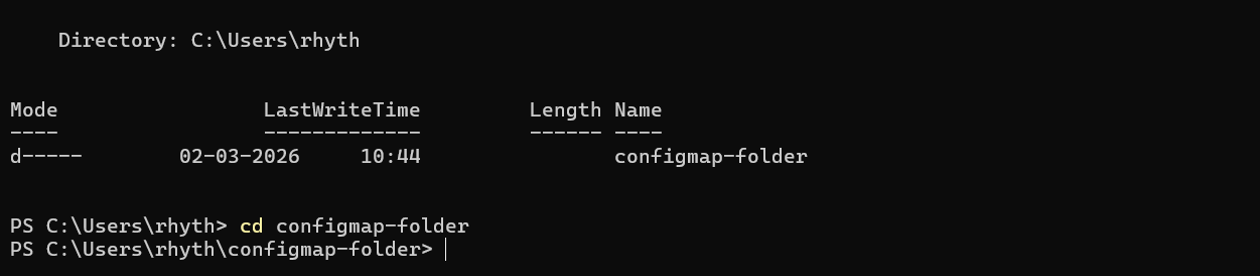 Directory: C:\Users\rhyth
Mode                 LastWriteTime         Length Name
----                 -------------         ------ ----
d-----        02-03-2026     10:44                configmap-folder
PS C:\Users\rhyth> cd configmap-folder
PS C:\Users\rhyth\configmap-folder>